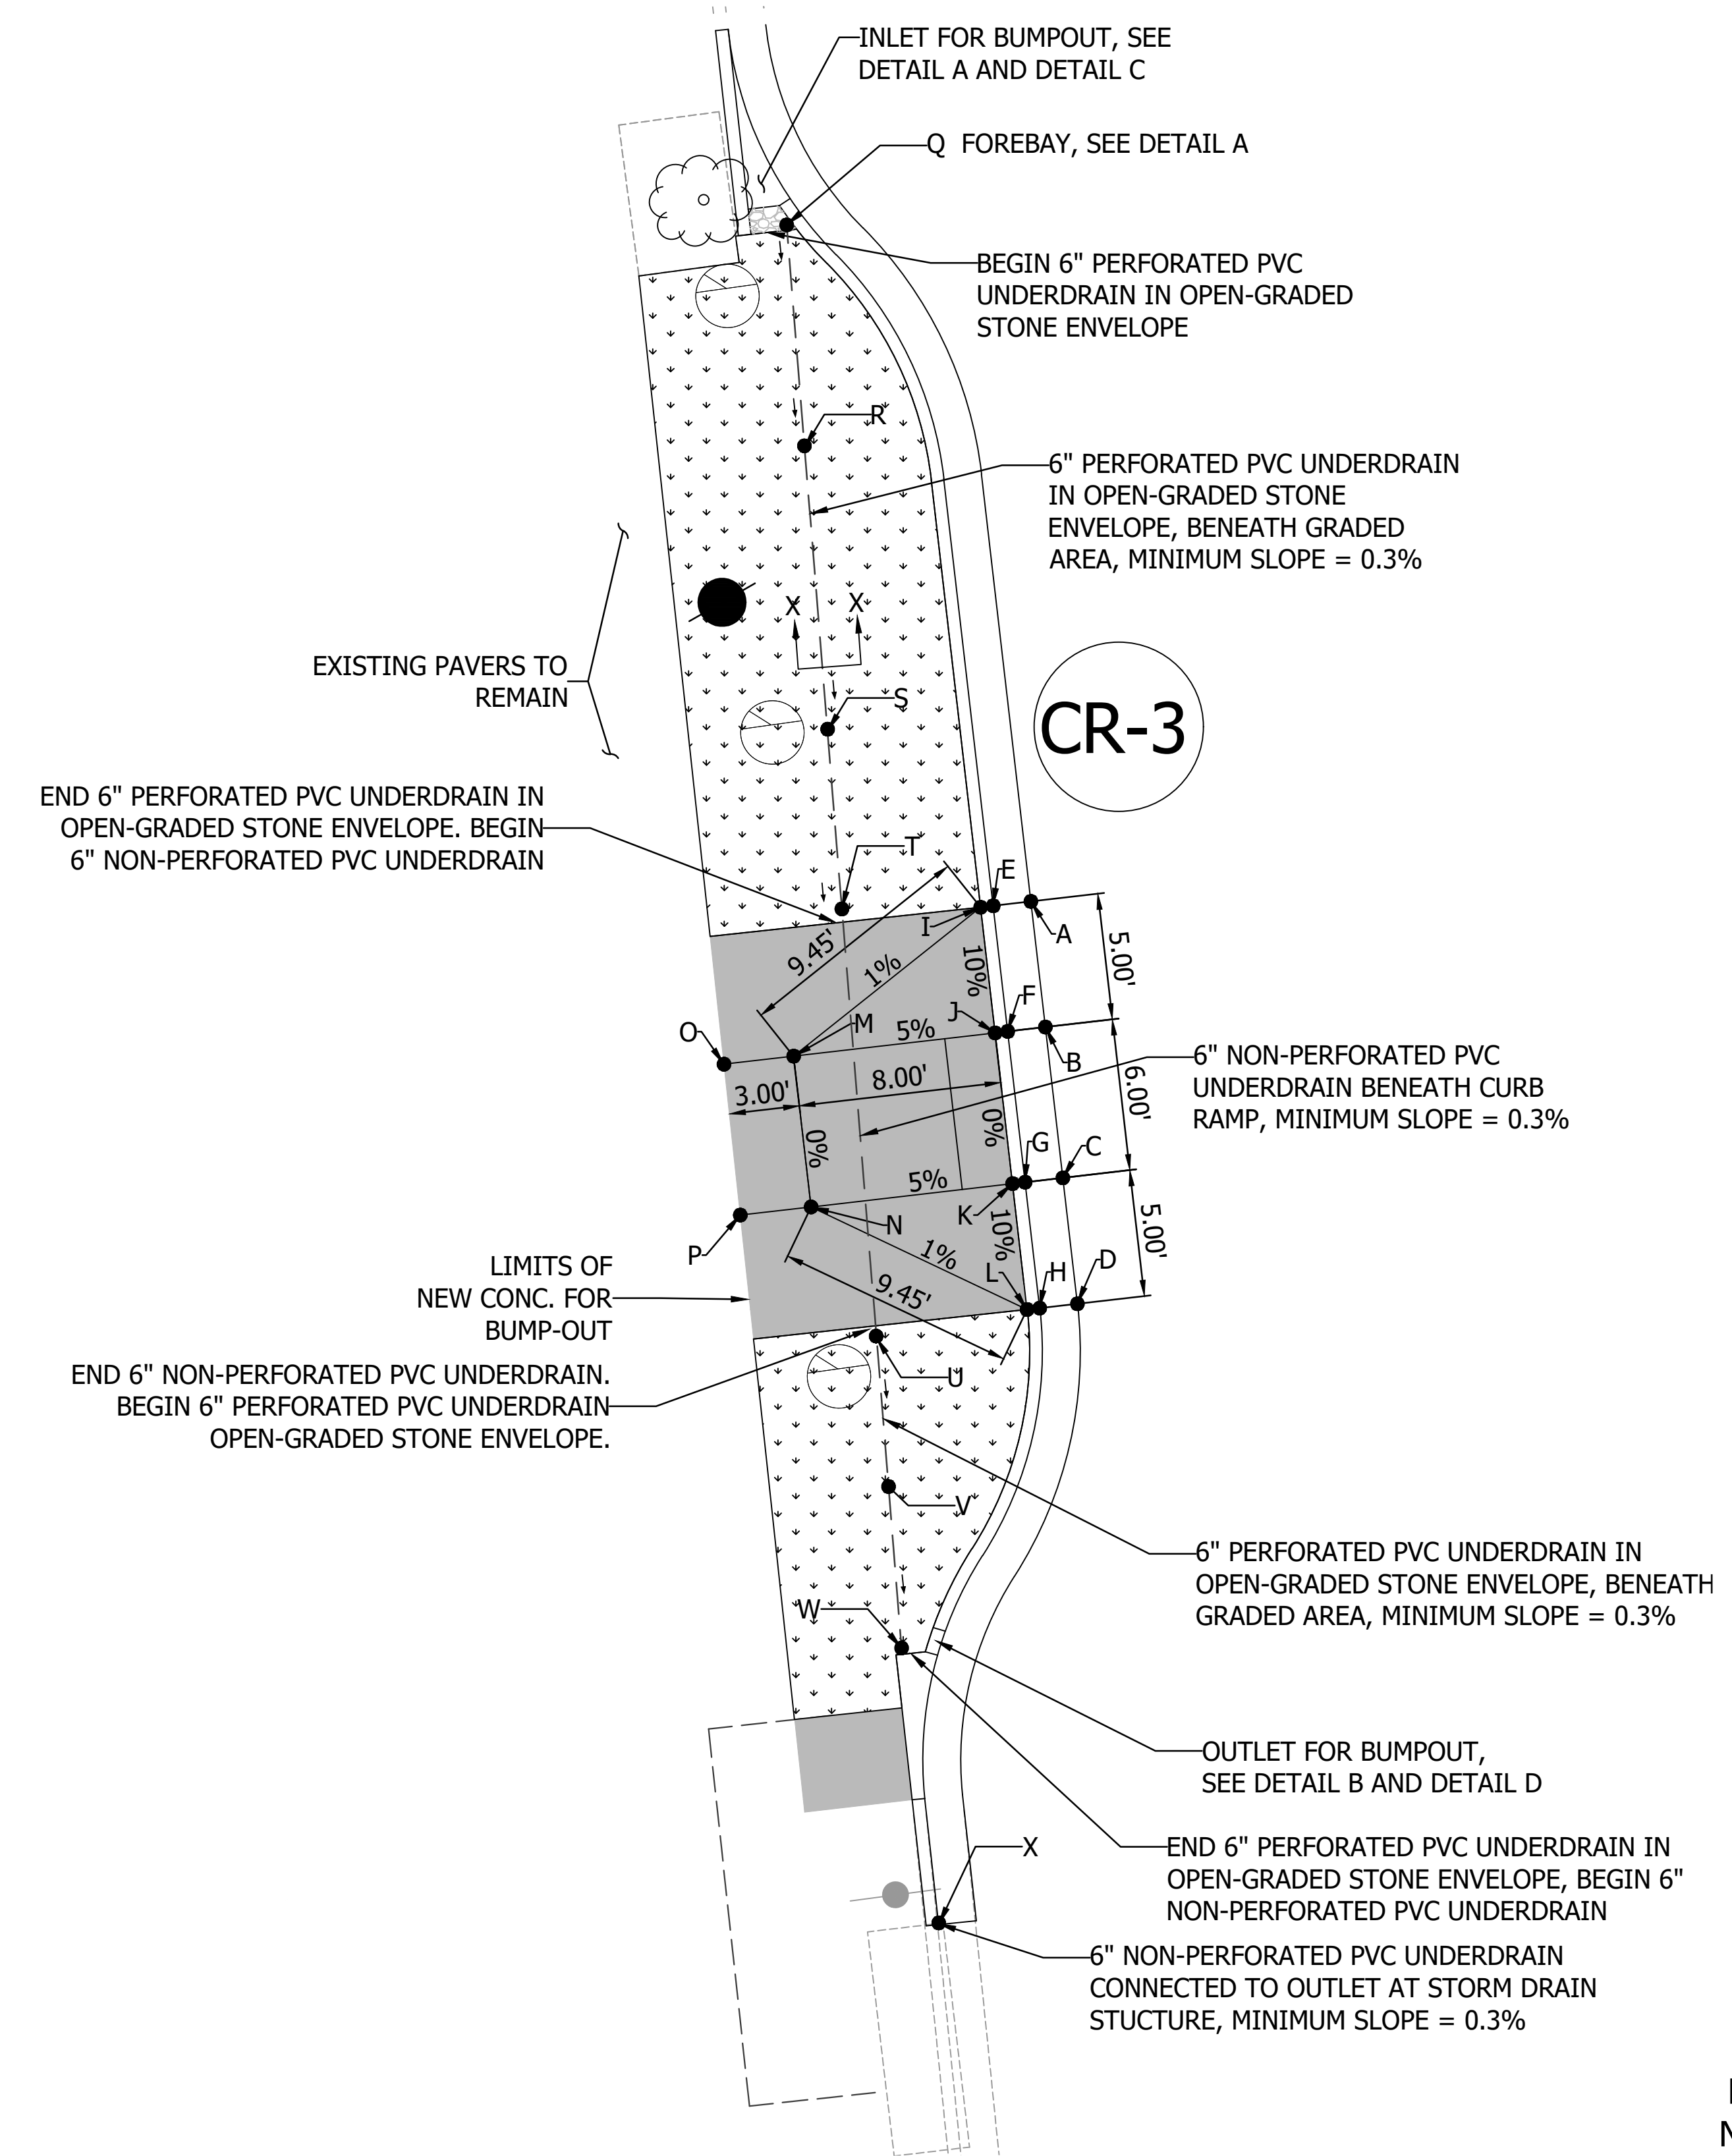 INLET FOR BUMPOUT, SEE
DETAIL A AND DETAIL C
Q FOREBAY, SEE DETAIL A
BEGIN 6" PERFORATED PVC
UNDERDRAIN IN OPEN-GRADED
STONE ENVELOPE
R
6" PERFORATED PVC UNDERDRAIN
IN OPEN-GRADED STONE
ENVELOPE, BENEATH GRADED
AREA, MINIMUM SLOPE = 0.3%
X X
EXISTING PAVERS TO
REMAIN
CR-3
S
END 6" PERFORATED PVC UNDERDRAIN IN
OPEN-GRADED STONE ENVELOPE. BEGIN
6" NON-PERFORATED PVC UNDERDRAIN
T
E
I
A
9.45'
1%
10%
5.00'
F
J
M
5%
O
B
6" NON-PERFORATED PVC
UNDERDRAIN BENEATH CURB
RAMP, MINIMUM SLOPE = 0.3%
3.00'
8.00'
6.00'
0%
0%
G
C
5%
K
N
P
10%
5.00'
1%
9.45'
L
H
D
LIMITS OF
NEW CONC. FOR
BUMP-OUT
END 6" NON-PERFORATED PVC UNDERDRAIN.
BEGIN 6" PERFORATED PVC UNDERDRAIN
OPEN-GRADED STONE ENVELOPE.
U
V
6" PERFORATED PVC UNDERDRAIN IN
OPEN-GRADED STONE ENVELOPE, BENEATH
GRADED AREA, MINIMUM SLOPE = 0.3%
W
OUTLET FOR BUMPOUT,
SEE DETAIL B AND DETAIL D
X
END 6" PERFORATED PVC UNDERDRAIN IN
OPEN-GRADED STONE ENVELOPE, BEGIN 6"
NON-PERFORATED PVC UNDERDRAIN
6" NON-PERFORATED PVC UNDERDRAIN
CONNECTED TO OUTLET AT STORM DRAIN
STUCTURE, MINIMUM SLOPE = 0.3%